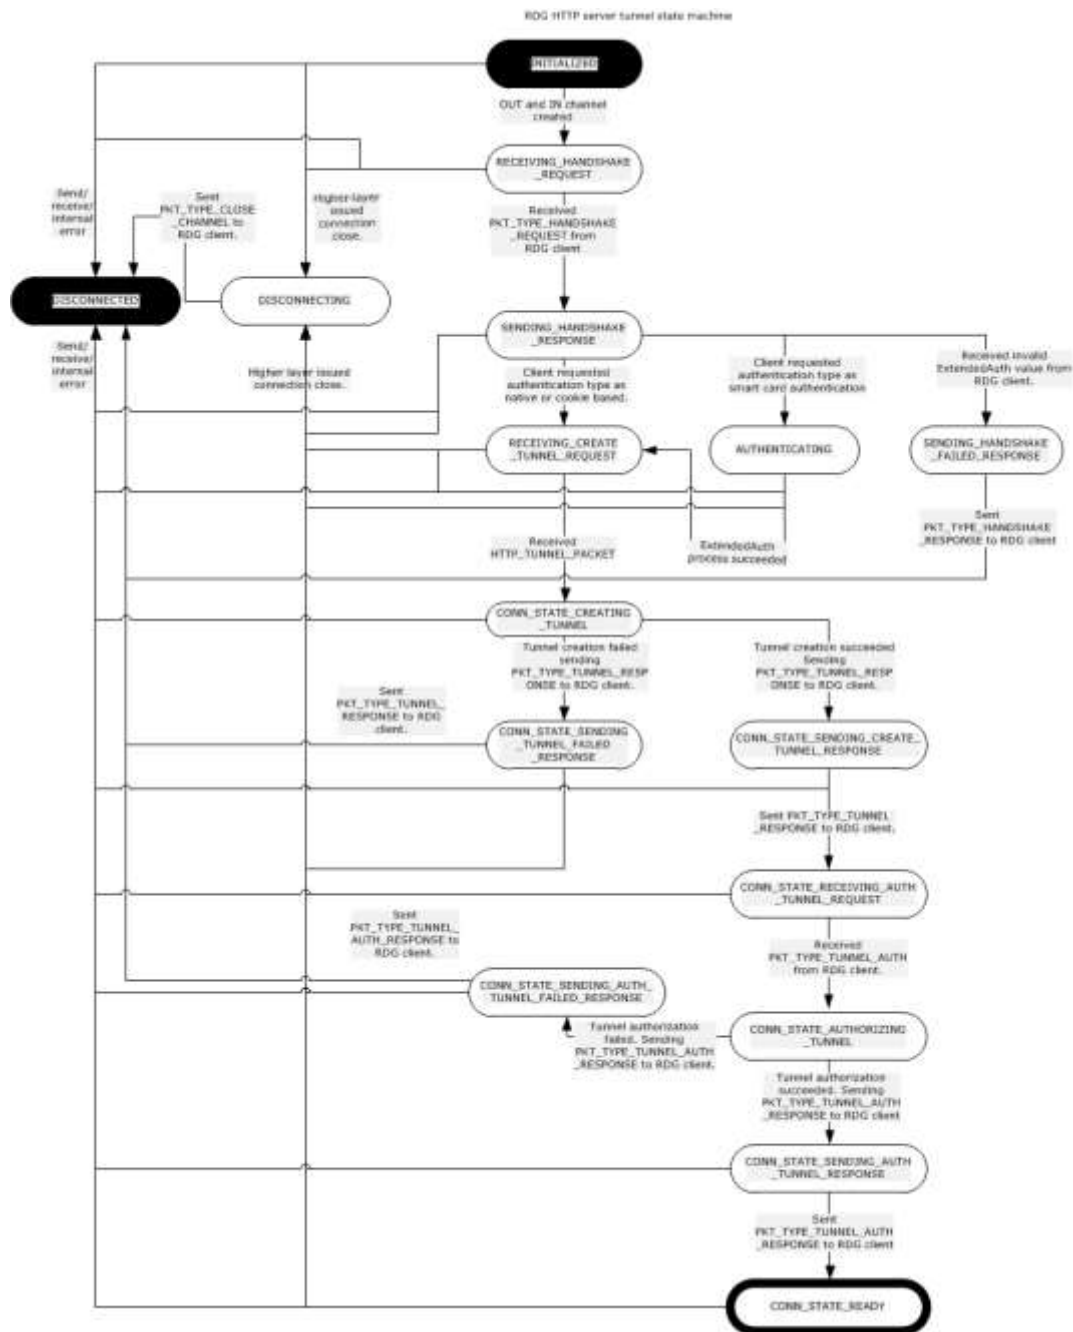 RDG HTTP server tunnel state machine
INITIALIZED
OUT and IN channel
created
RECEIVING_HANDSHAKE
_REQUEST
Send/
receive/
internal
error
Sent
PKT_TYPE_CLOSE
_CHANNEL to
RDG client.
Higher-layer
issued
connection
close.
Received
PKT_TYPE_HANDSHAKE
_REQUEST from
RDG client
DISCONNECTED
DISCONNECTING
SENDING_HANDSHAKE
_RESPONSE
Send/
receive/
internal
error
Higher layer issued
connection close.
Client requested
authentication type as
native or cookie based.
Client requested
authentication type as
smart card authentication
Received invalid
ExtendedAuth value from
RDG client.
RECEIVING_CREATE
_TUNNEL_REQUEST
AUTHENTICATING
SENDING_HANDSHAKE
_FAILED_RESPONSE
Received
HTTP_TUNNEL_PACKET
ExtendedAuth
process succeeded
Sent
PKT_TYPE_HANDSHAKE
_RESPONSE to RDG client
CONN_STATE_CREATING
_TUNNEL
Tunnel creation failed
sending
PKT_TYPE_TUNNEL_RESP
ONSE to RDG client.
Tunnel creation succeeded
Sending
PKT_TYPE_TUNNEL_RESP
ONSE to RDG client.
Sent
PKT_TYPE_TUNNEL_
RESPONSE to RDG
client.
CONN_STATE_SENDING
_TUNNEL_FAILED
_RESPONSE
CONN_STATE_SENDING_CREATE_
TUNNEL_RESPONSE
Sent PKT_TYPE_TUNNEL
_RESPONSE to RDG client.
CONN_STATE_RECEIVING_AUTH
_TUNNEL_REQUEST
Sent
PKT_TYPE_TUNNEL_
AUTH_RESPONSE to
RDG client.
Received
PKT_TYPE_TUNNEL_AUTH
from RDG client.
CONN_STATE_SENDING_AUTH_
TUNNEL_FAILED_RESPONSE
Tunnel authorization
failed. Sending
PKT_TYPE_TUNNEL_AUTH
_RESPONSE to RDG client.
CONN_STATE_AUTHORIZING
_TUNNEL
Tunnel authorization
succeeded. Sending
PKT_TYPE_TUNNEL_AUTH
_RESPONSE to RDG client
CONN_STATE_SENDING_AUTH
_TUNNEL_RESPONSE
Sent
PKT_TYPE_TUNNEL_AUTH
_RESPONSE to RDG client
CONN_STATE_READY